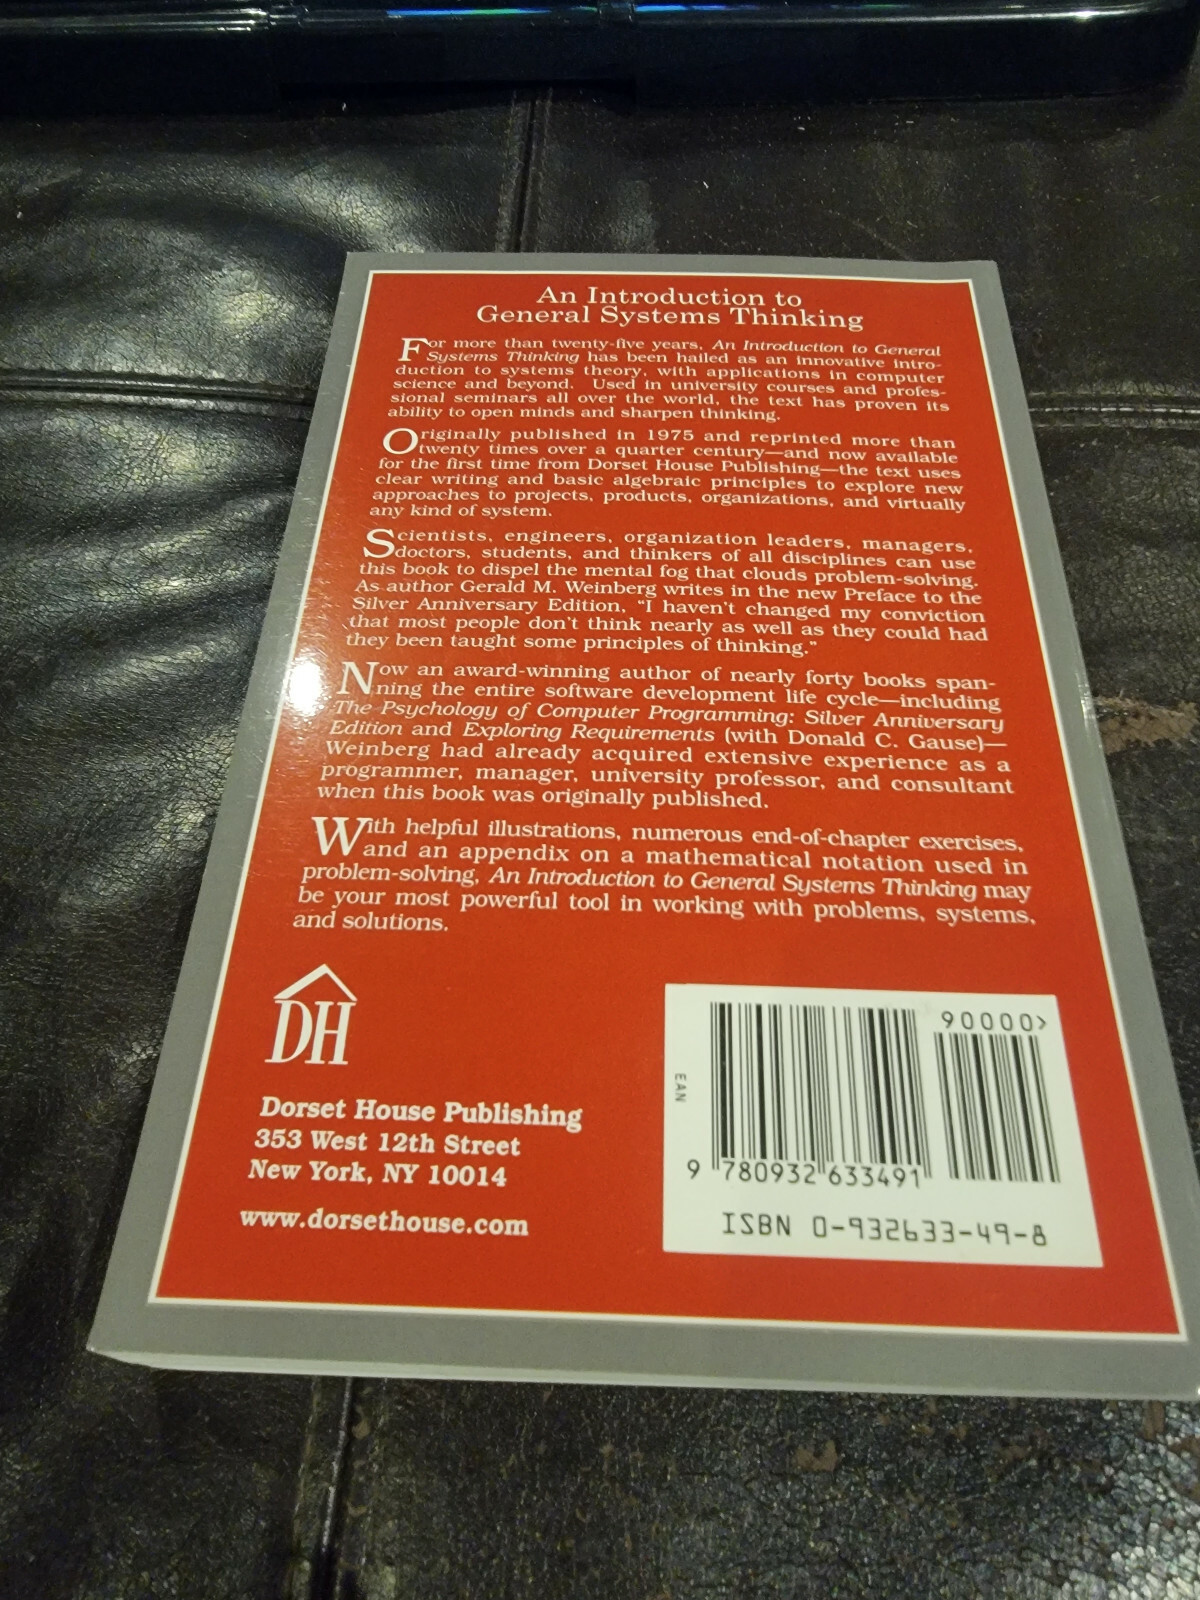 An Introduction to
General Systems Thinking
For more than twenty-five years, An Introduction to General
Systems Thinking has been hailed as an innovative intro-
duction to systems theory, with applications in computer
science and beyond. Used in university courses and profes-
sional seminars all over the world, the text has proven its
ability to open minds and sharpen thinking.
Originally published in 1975 and reprinted more than
twenty times over a quarter century—and now available
for the first time from Dorset House Publishing—the text uses
clear writing and basic algebraic principles to explore new
approaches to projects, products, organizations, and virtually
any kind of system.
Scientists, engineers, organization leaders, managers,
doctors, students, and thinkers of all disciplines can use
this book to dispel the mental fog that clouds problem-solving.
As author Gerald M. Weinberg writes in the new Preface to the
Silver Anniversary Edition, “I haven't changed my conviction
that most people don't think nearly as well as they could had
they been taught some principles of thinking.”
Now an award-winning author of nearly forty books span-
ning the entire software development life cycle—including
The Psychology of Computer Programming: Silver Anniversary
Edition and Exploring Requirements (with Donald C. Gause)—
Weinberg had already acquired extensive experience as a
programmer, manager, university professor, and consultant
when this book was originally published.
With helpful illustrations, numerous end-of-chapter exercises,
and an appendix on a mathematical notation used in
problem-solving, An Introduction to General Systems Thinking may
be your most powerful tool in working with problems, systems,
and solutions.
DH
Dorset House Publishing
353 West 12th Street
New York, NY 10014
www.dorsethouse.com
90000>
EAN
9 780932 633491
ISBN 0-932633-49-8